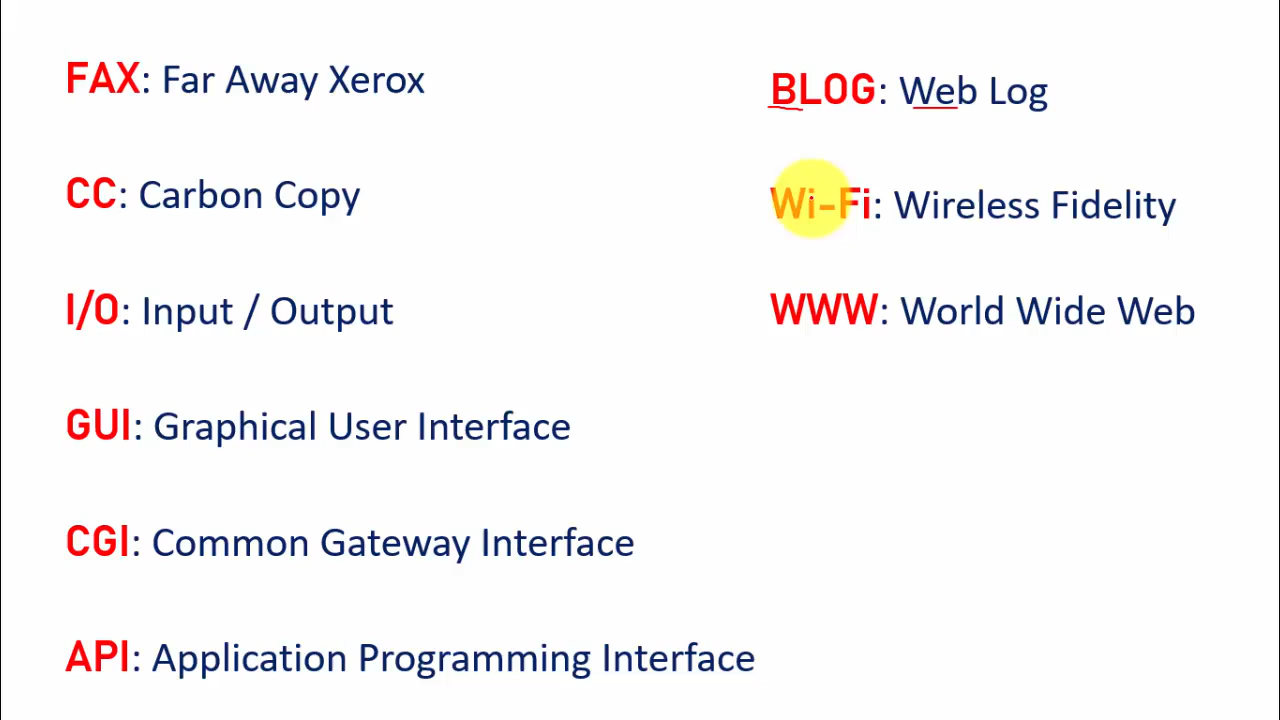 FAX: Far Away Xerox
CC: Carbon Copy
I/O: Input / Output
GUI: Graphical User Interface
CGI: Common Gateway Interface
API: Application Programming Interface
BLOG: Web Log
Wi-Fi: Wireless Fidelity
WWW: World Wide Web